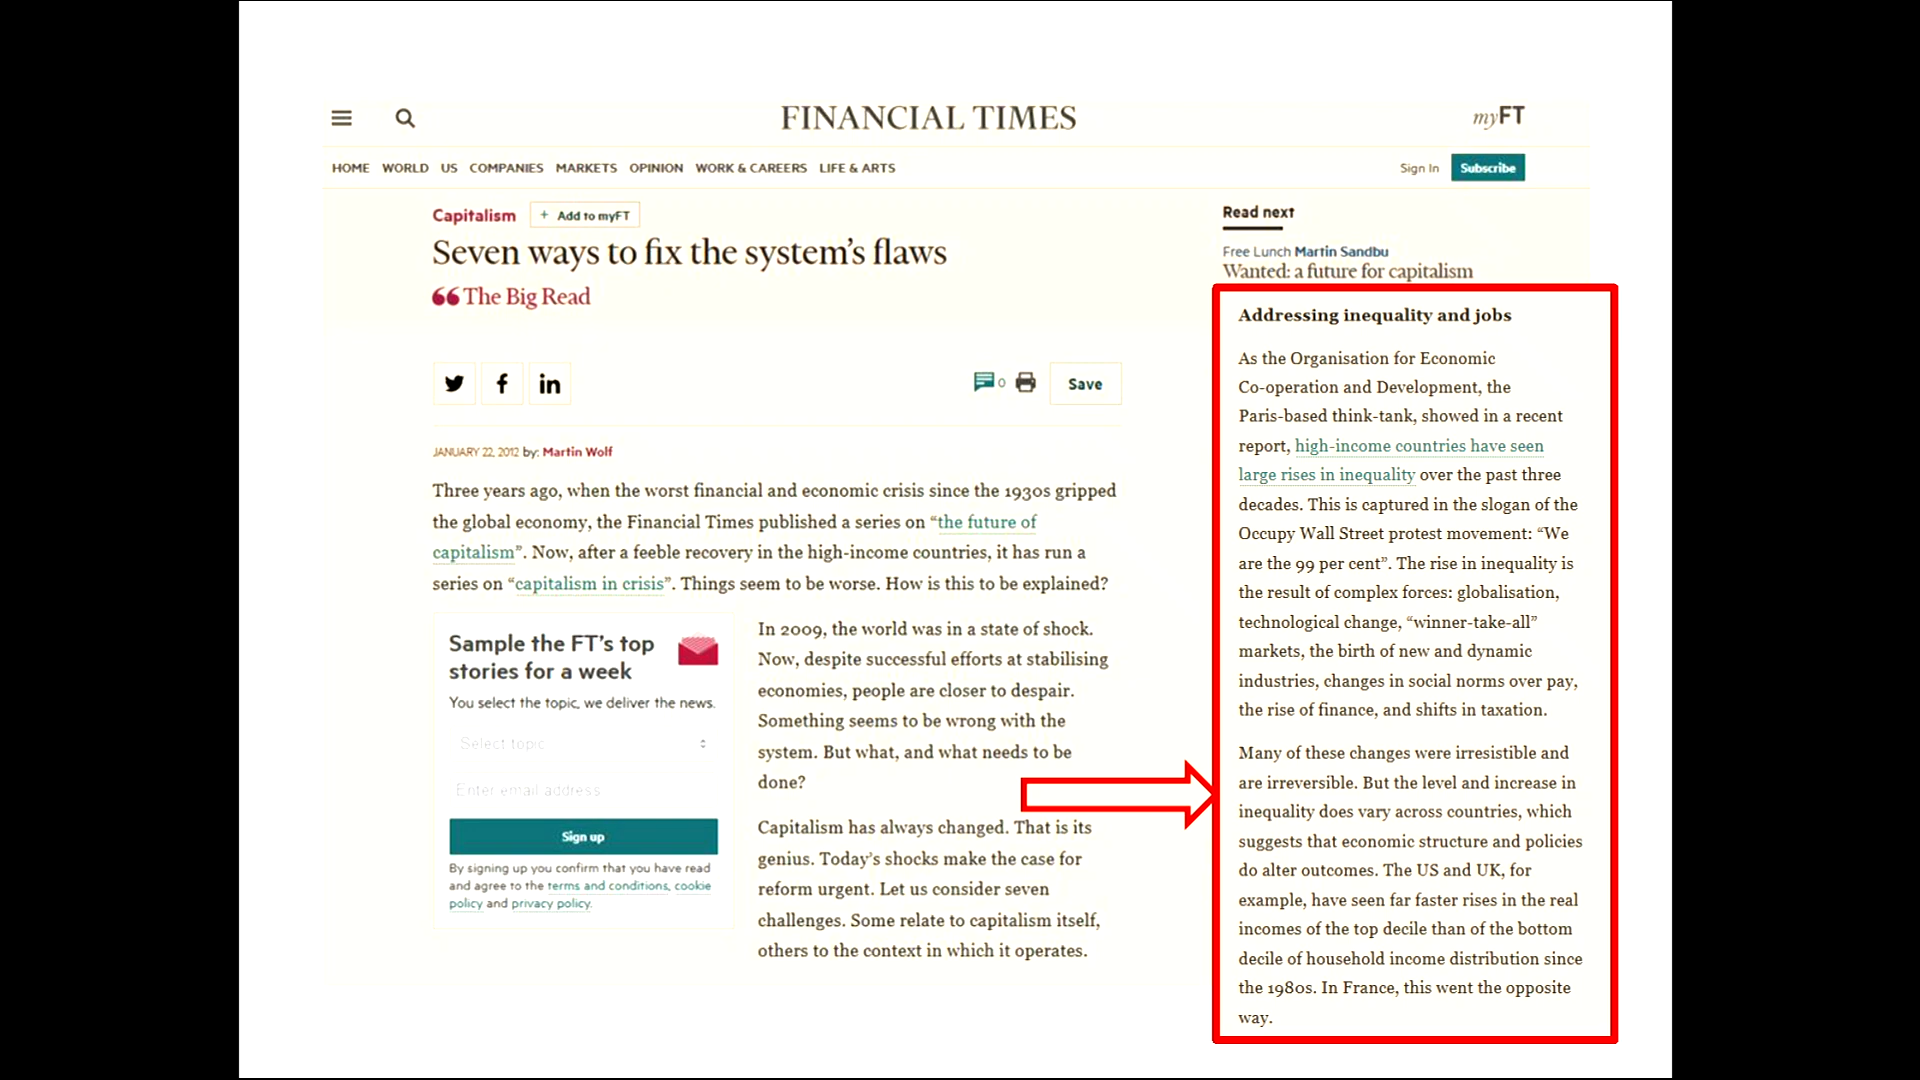 FINANCIAL TIMES
myFT
HOME WORLD US COMPANIES MARKETS OPINION WORK & CAREERS LIFE & ARTS
Sign In Subscribe
Capitalism + Add to myFT
Seven ways to fix the system's flaws
The Big Read
0 Save
JANUARY 22, 2012 by: Martin Wolf
Three years ago, when the worst financial and economic crisis since the 1930s gripped
the global economy, the Financial Times published a series on “the future of
capitalism”. Now, after a feeble recovery in the high-income countries, it has run a
series on “capitalism in crisis”. Things seem to be worse. How is this to be explained?
Sample the FT's top
stories for a week
You select the topic, we deliver the news.
Select topic
Enter email address
Sign up
By signing up you confirm that you have read
and agree to the terms and conditions, cookie
policy and privacy policy.
In 2009, the world was in a state of shock.
Now, despite successful efforts at stabilising
economies, people are closer to despair.
Something seems to be wrong with the
system. But what, and what needs to be
done?
Capitalism has always changed. That is its
genius. Today's shocks make the case for
reform urgent. Let us consider seven
challenges. Some relate to capitalism itself,
others to the context in which it operates.
Read next
Free Lunch Martin Sandbu
Wanted: a future for capitalism
Addressing inequality and jobs
As the Organisation for Economic
Co-operation and Development, the
Paris-based think-tank, showed in a recent
report, high-income countries have seen
large rises in inequality over the past three
decades. This is captured in the slogan of the
Occupy Wall Street protest movement: “We
are the 99 per cent”. The rise in inequality is
the result of complex forces: globalisation,
technological change, “winner-take-all”
markets, the birth of new and dynamic
industries, changes in social norms over pay,
the rise of finance, and shifts in taxation.
Many of these changes were irresistible and
are irreversible. But the level and increase in
inequality does vary across countries, which
suggests that economic structure and policies
do alter outcomes. The US and UK, for
example, have seen far faster rises in the real
incomes of the top decile than of the bottom
decile of household income distribution since
the 1980s. In France, this went the opposite
way.